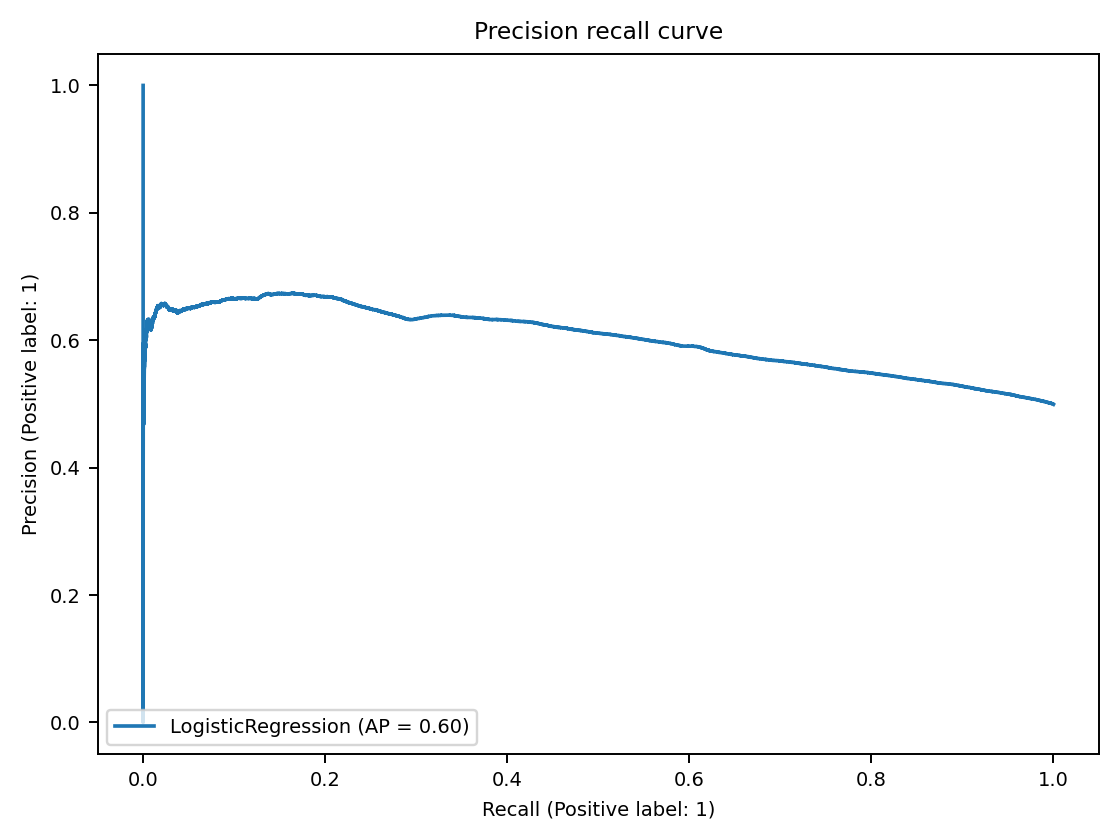 Precision recall curve
1.0
0.8
0.6
0.4
0.2
0.0
Precision (Positive label: 1)
LogisticRegression (AP = 0.60)
0.0 0.2 0.4 0.6 0.8 1.0
Recall (Positive label: 1)